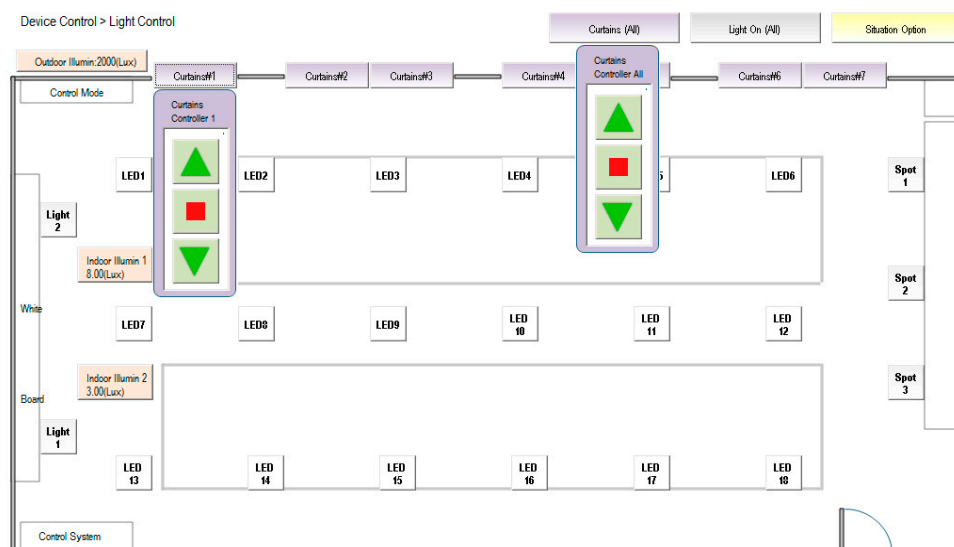 Device Control > Light Control
Curtains (All)
Light On (All)
Situation Option
Outdoor Illumin:2000(Lux)
Curtains#1
Curtains#2
Curtains#3
Curtains#4
Curtains#6
Curtains#7
Control Mode
Curtains
Controller 1
Curtains
Controller All
LED1
LED2
LED3
LED4
5
LED6
Spot
1
Light
2
Indoor Illumin 1
8.00(Lux)
Spot
2
White
LED7
LED8
LED9
LED
10
LED
11
LED
12
Indoor Illumin 2
3.00(Lux)
Spot
3
Board
Light
1
LED
13
LED
14
LED
15
LED
16
LED
17
LED
18
Control System